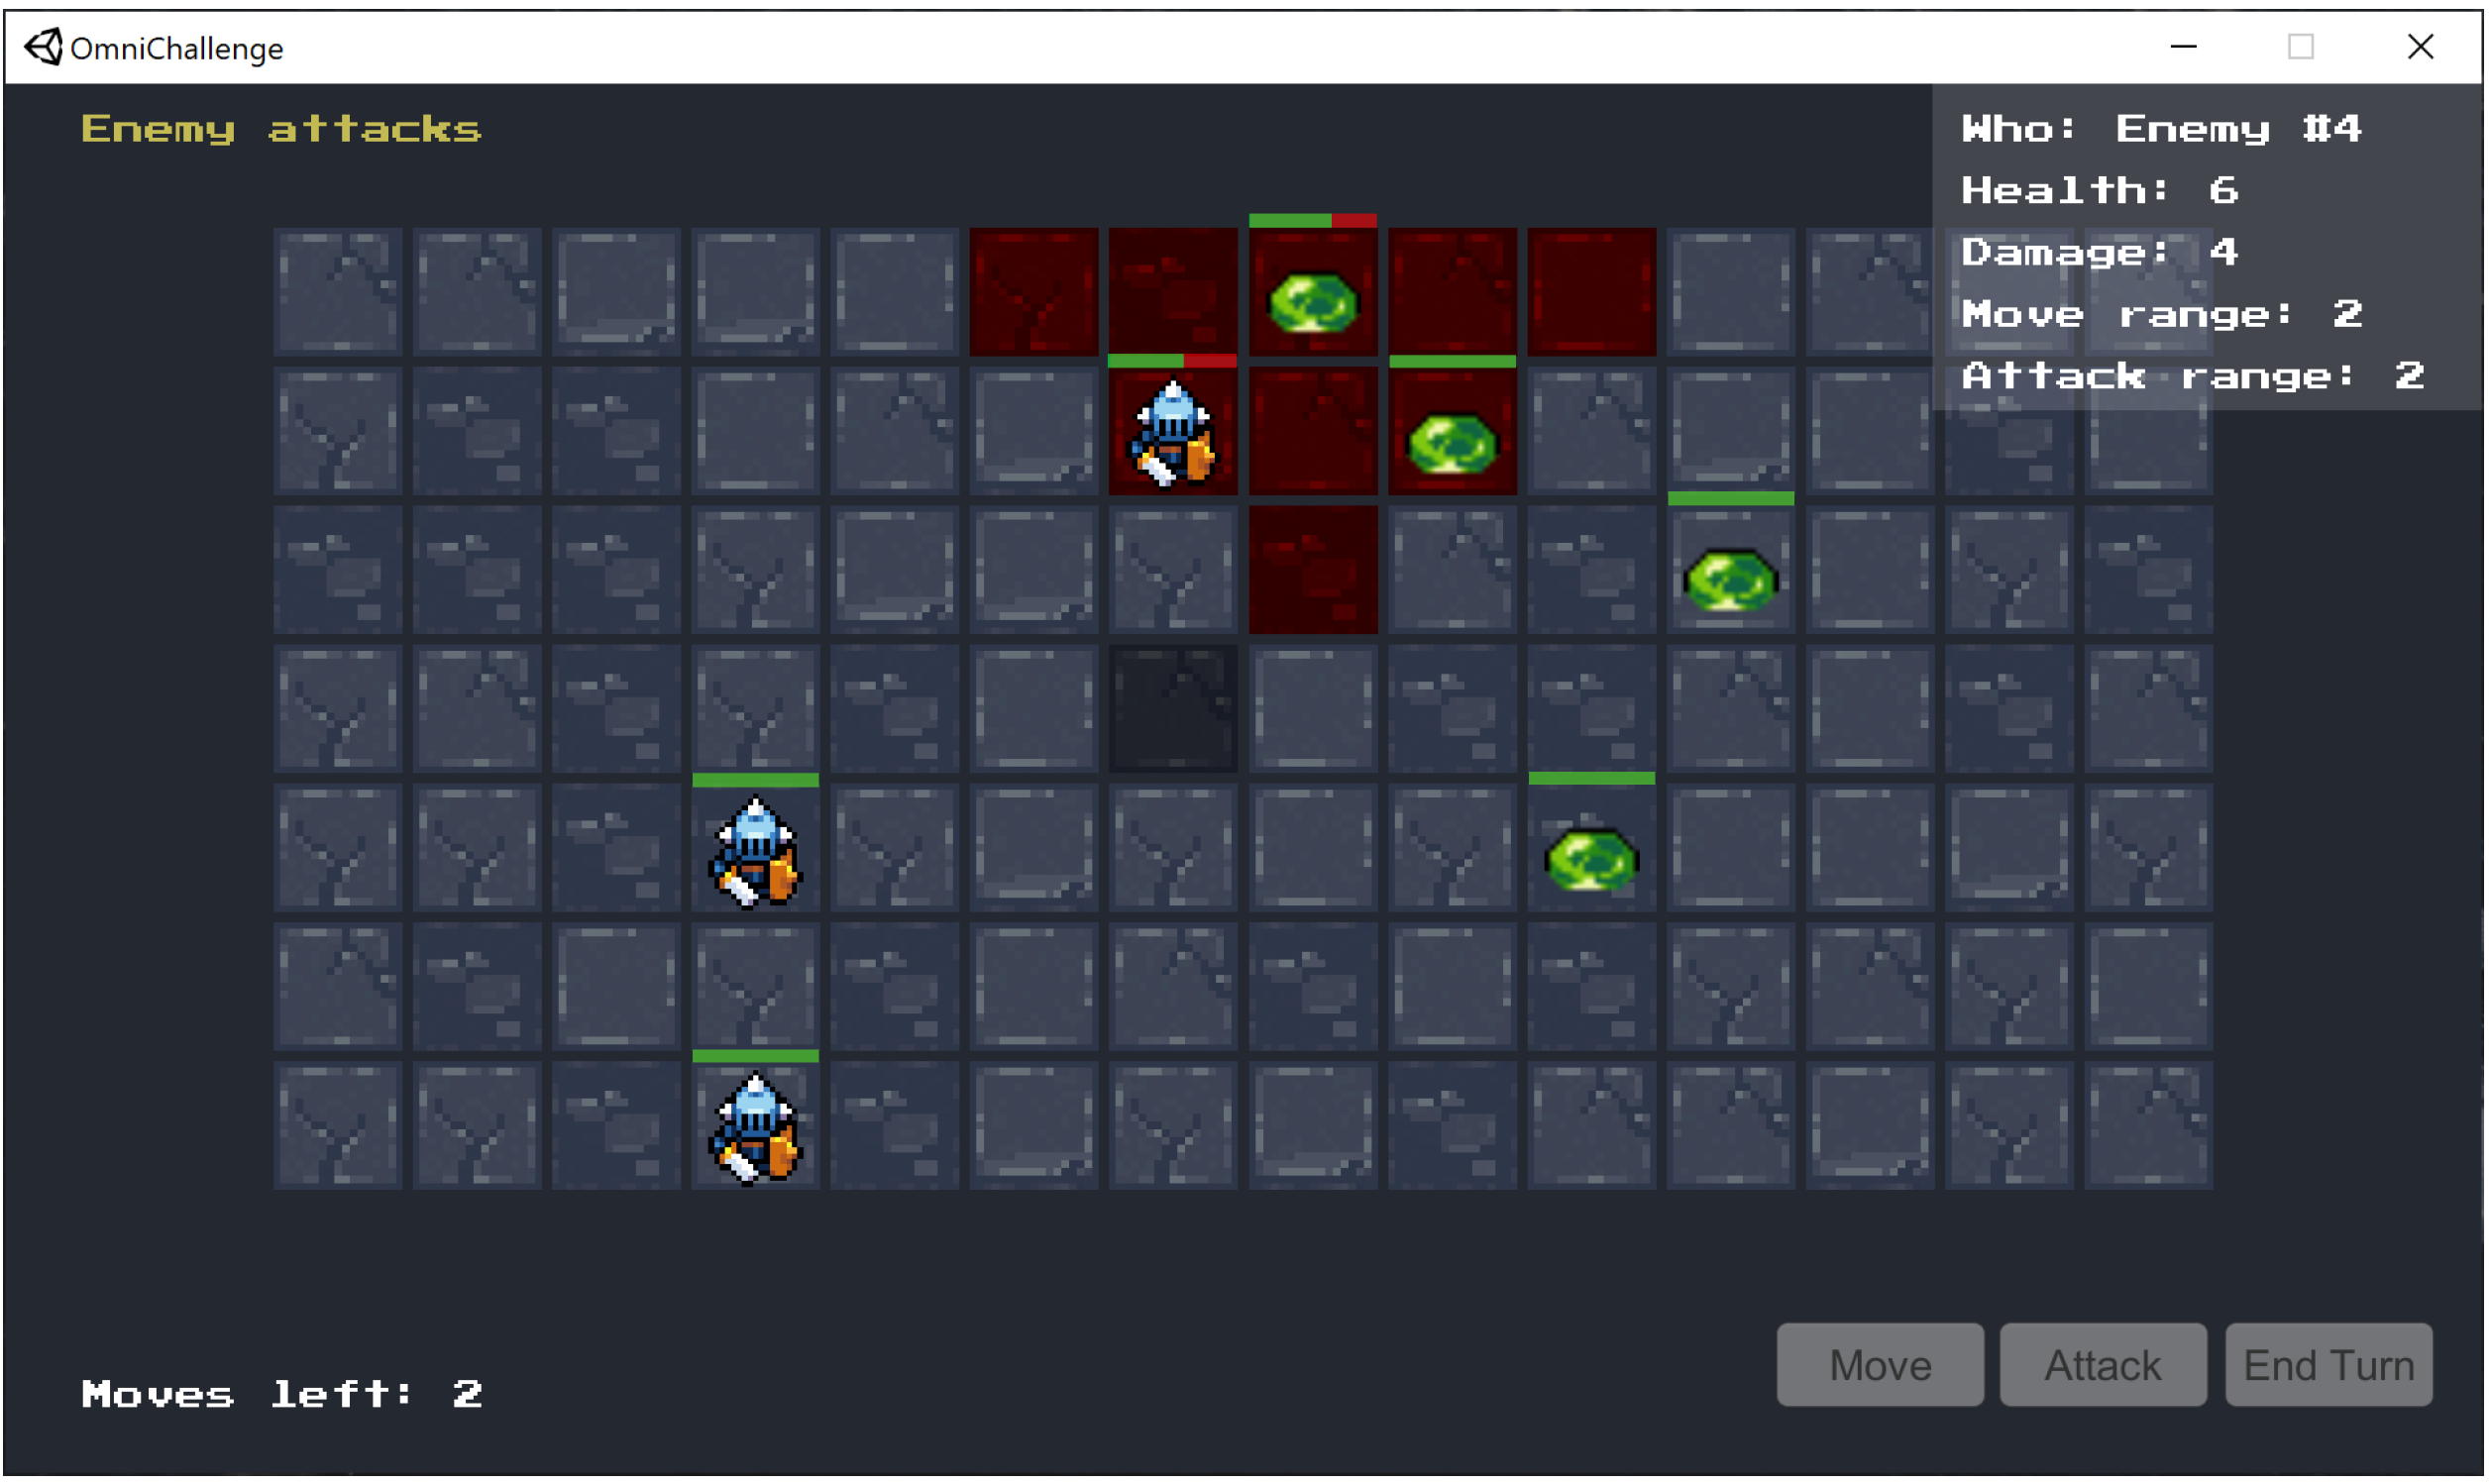 OmniChallenge
Enemy attacks
Who: Enemy #4
Health: 6
Damage: 4
Move range: 2
Attack range: 2
Moves left: 2
Move
Attack
End Turn